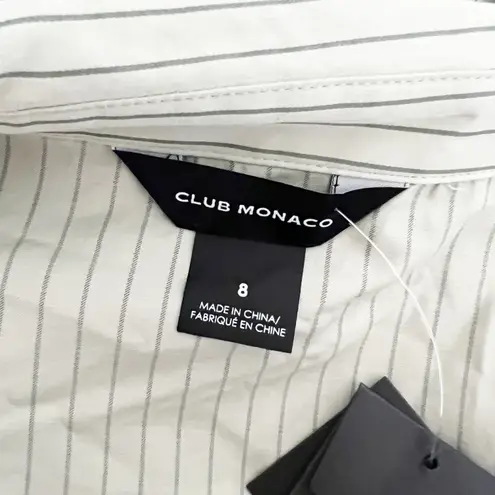 CLUB MONACO
8
MADE IN CHINA/
FABRIQUÉ EN CHINE